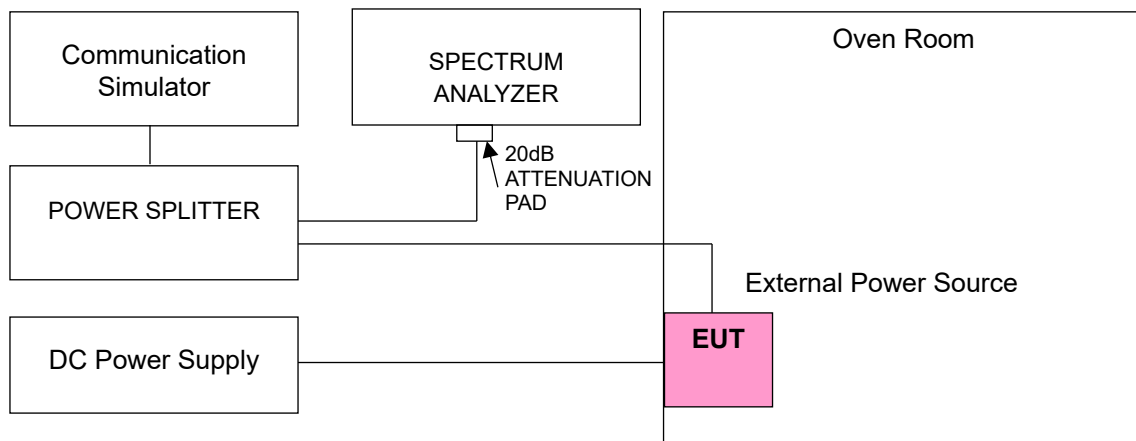 Communication
Simulator
SPECTRUM
ANALYZER
Oven Room
20dB
ATTENUATION
PAD
POWER SPLITTER
External Power Source
EUT
DC Power Supply